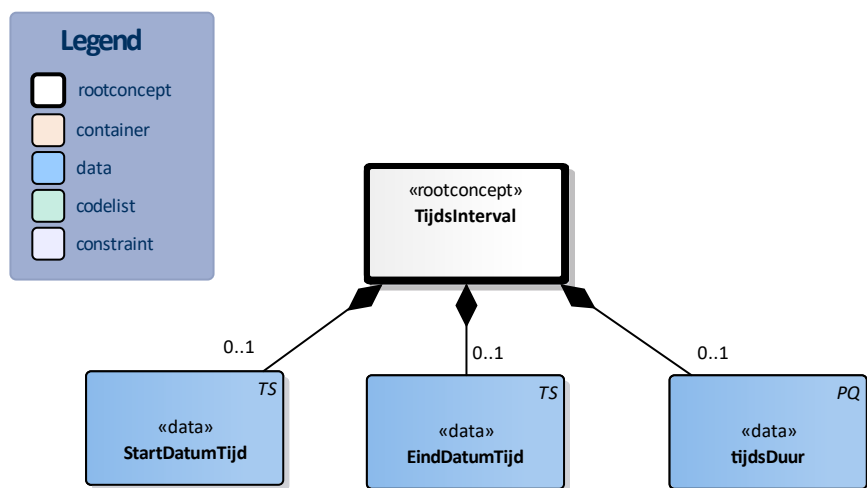 Legend
rootconcept
container
data
codelist
constraint
«rootconcept»
TijdsInterval
0..1
0..1
0..1
TS
«data»
StartDatumTijd
TS
«data»
EindDatumTijd
PQ
«data»
tijdsDuur